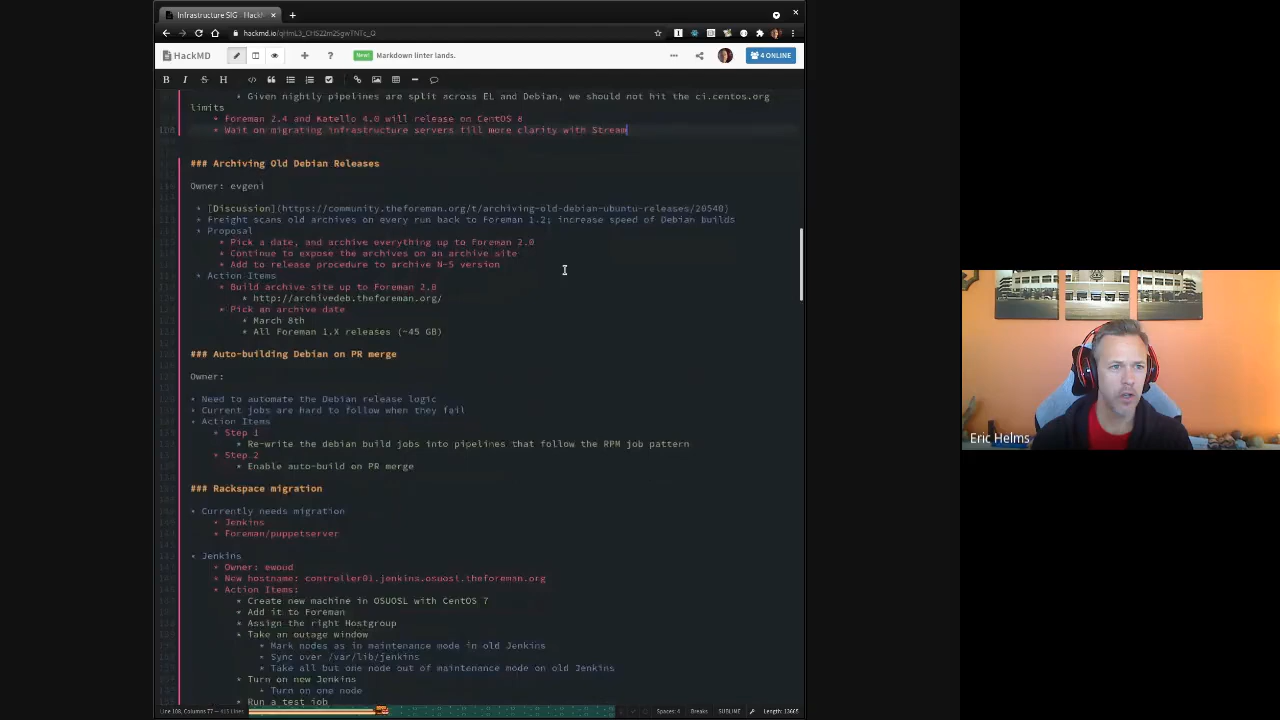 Infrastructure SIG - HackM
HackMD
New! Markdown linter lands.
4 ONLINE
* Given nightly pipelines are split across EL and Debian, we should not hit the ci.centos.org
limits
* Foreman 2.4 and Katello 4.0 will release on CentOS 8
* Wait on migrating infrastructure servers till more clarity with Stream
### Archiving Old Debian Releases
Owner: evgeni
* [Discussion](https://community.theforeman.org/t/archiving-old-debian-ubuntu-releases/20540)
* Freight scans old archives on every run back to Foreman 1.2; increase speed of Debian builds
* Proposal
* Pick a date, and archive everything up to Foreman 2.0
* Continue to expose the archives on an archive site
* Add to release procedure to archive N-5 version
* Action Items
* Build archive site up to Foreman 2.0
* http://archivedeb.theforeman.org/
* Pick an archive date
* March 8th
* All Foreman 1.X releases (~45 GB)
### Auto-building Debian on PR merge
Owner:
* Need to automate the Debian release logic
* Current jobs are hard to follow when they fail
* Action Items
* Step 1
* Re-write the debian build jobs into pipelines that follow the RPM job pattern
* Step 2
* Enable auto-build on PR merge
### Rackspace migration
* Currently needs migration
* Jenkins
* Foreman/puppetserver
* Jenkins
* Owner: ewoud
* New hostname: controller01.jenkins.osuosl.theforeman.org
* Action Items:
* Create new machine in OSUOSL with CentOS 7
* Add it to Foreman
* Assign the right Hostgroup
* Take an outage window
* Mark nodes as in maintenance mode in old Jenkins
* Sync over /var/lib/jenkins
* Take all but one node out of maintenance mode on old Jenkins
* Turn on new Jenkins
* Turn on one node
* Run a test job
Line 108, Columns 77
Spaces: 4
Breaks
SUBLIME
Length: 13665
Eric Helms